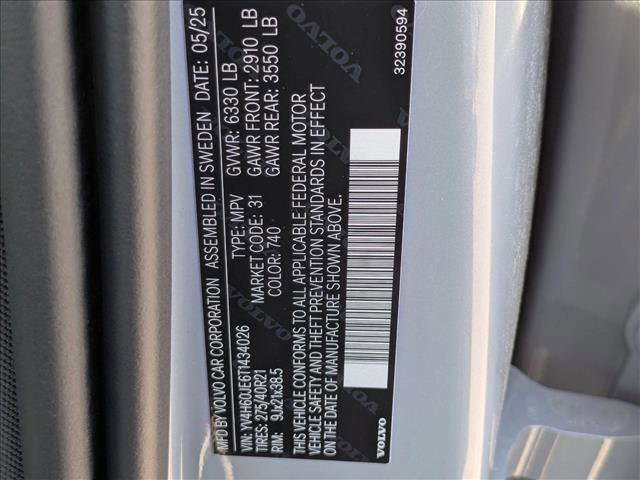 MFD BY VOLVO CAR CORPORATION ASSEMBLED IN SWEDEN DATE: 05/25
VIN: YV4H60JE6T1434026 TYPE: MPV GVWR: 6330 LB
TIRES: 275/40R21 MARKET CODE: 31 GAWR FRONT: 2910 LB
RIM: 9Jx21x38.5 COLOR: 740 GAWR REAR: 3550 LB
THIS VEHICLE CONFORMS TO ALL APPLICABLE FEDERAL MOTOR
VEHICLE SAFETY AND THEFT PREVENTION STANDARDS IN EFFECT
ON THE DATE OF MANUFACTURE SHOWN ABOVE.
VOLVO 32390594